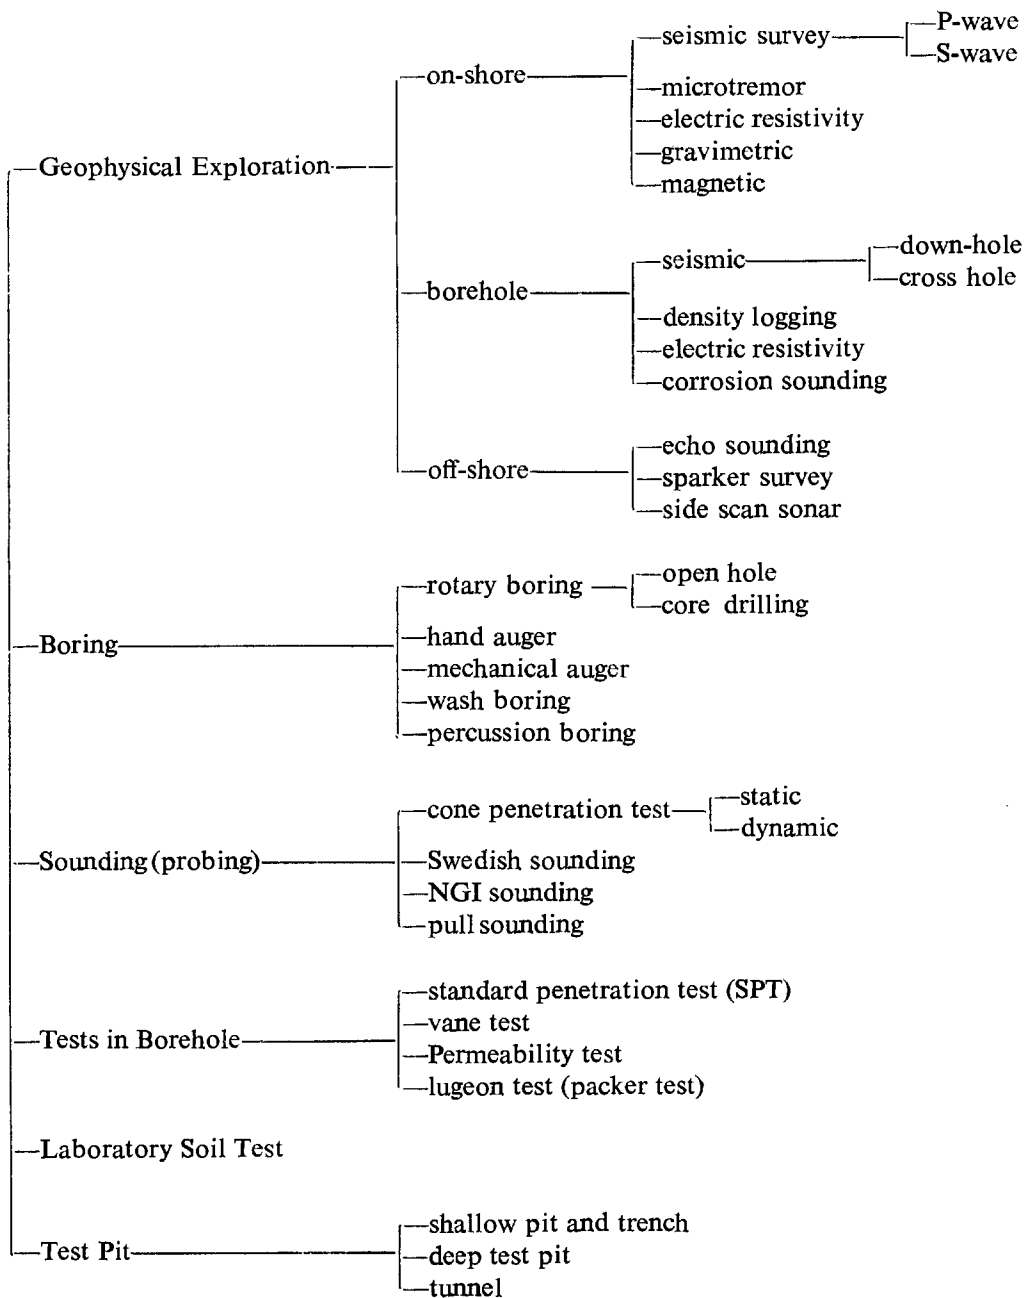 P-wave
seismic survey
S-wave
on-shore
microtremor
electric resistivity
gravimetric
Geophysical Exploration
magnetic
down-hole
seismic
cross hole
borehole
density logging
electric resistivity
corrosion sounding
echo sounding
off-shore
sparker survey
side scan sonar
open hole
rotary boring
core drilling
hand auger
Boring
mechanical auger
wash boring
percussion boring
static
cone penetration test
dynamic
Sounding (probing)
Swedish sounding
NGI sounding
pull sounding
standard penetration test (SPT)
vane test
Tests in Borehole
Permeability test
lugeon test (packer test)
Laboratory Soil Test
shallow pit and trench
Test Pit
deep test pit
tunnel